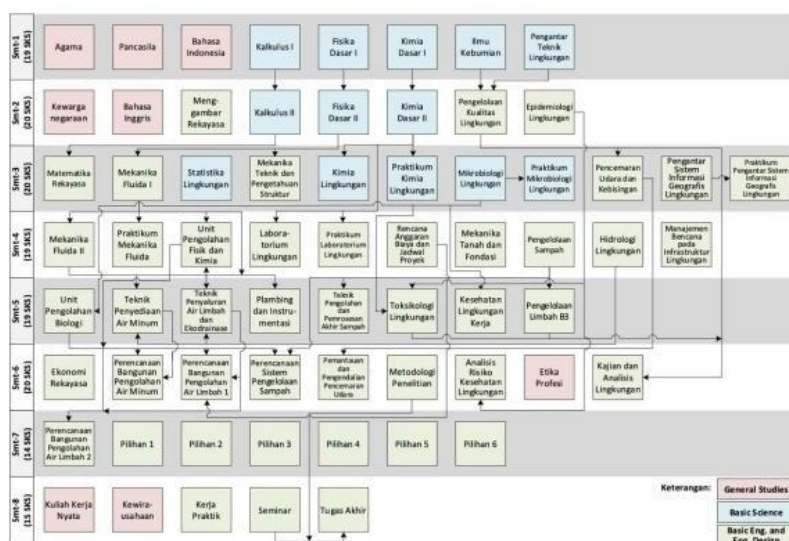 Smt-1
(19 SKS)
Agama
Pancasila
Bahasa
Indonesia
Kalkulus I
Fisika
Dasar I
Kimia
Dasar I
Ilmu
Kebumian
Pengantar
Teknik
Lingkungan
Smt-2
(20 SKS)
Kewarga
negaraan
Bahasa
Inggris
Meng-
gambar
Rekayasa
Kalkulus II
Fisika
Dasar II
Kimia
Dasar II
Pengelolaan
Kualitas
Lingkungan
Epidemiologi
Lingkungan
Smt-3
(20 SKS)
Matematika
Rekayasa
Mekanika
Fluida I
Statistika
Lingkungan
Mekanika
Teknik dan
Pengetahuan
Struktur
Kimia
Lingkungan
Praktikum
Kimia
Lingkungan
Mikrobiologi
Lingkungan
Praktikum
Mikrobiologi
Lingkungan
Pencemaran
Udara dan
Kebisingan
Pengantar
Sistem
Informasi
Geografis
Lingkungan
Praktikum
Pengantar Sistem
Informasi
Geografis
Lingkungan
Smt-4
(19 SKS)
Mekanika
Fluida II
Praktikum
Mekanika
Fluida
Unit
Pengolahan
Fisik dan
Kimia
Labora-
torium
Lingkungan
Praktikum
Laboratorium
Lingkungan
Rencana
Anggaran
Biaya dan
Jadwal
Proyek
Mekanika
Tanah dan
Fondasi
Pengelolaan
Sampah
Hidrologi
Lingkungan
Manajemen
Bencana
pada
Infrastruktur
Lingkungan
Smt-5
(19 SKS)
Unit
Pengolahan
Biologi
Teknik
Penyediaan
Air Minum
Teknik
Penyaluran
Air Limbah
dan
Ekodrainase
Plambing
dan Instru-
mentasi
Teknik
Pengolahan
dan
Pemrosesan
Akhir Sampah
Toksikologi
Lingkungan
Kesehatan
Lingkungan
Kerja
Pengelolaan
Limbah B3
Smt-6
(20 SKS)
Ekonomi
Rekayasa
Perencanaan
Bangunan
Pengolahan
Air Minum
Perencanaan
Bangunan
Pengolahan
Air Limbah 1
Perencanaan
Sistem
Pengelolaan
Sampah
Pemantauan
dan
Pengendalian
Pencemaran
Udara
Metodologi
Penelitian
Analisis
Risiko
Kesehatan
Lingkungan
Etika
Profesi
Kajian dan
Analisis
Lingkungan
Smt-7
(14 SKS)
Perencanaan
Bangunan
Pengolahan
Air Limbah 2
Pilihan 1
Pilihan 2
Pilihan 3
Pilihan 4
Pilihan 5
Pilihan 6
Smt-8
(15 SKS)
Kuliah Kerja
Nyata
Kewira-
usahaan
Kerja
Praktik
Seminar
Tugas Akhir
Keterangan:
General Studies
Basic Science
Basic Eng. and
Eng. Design